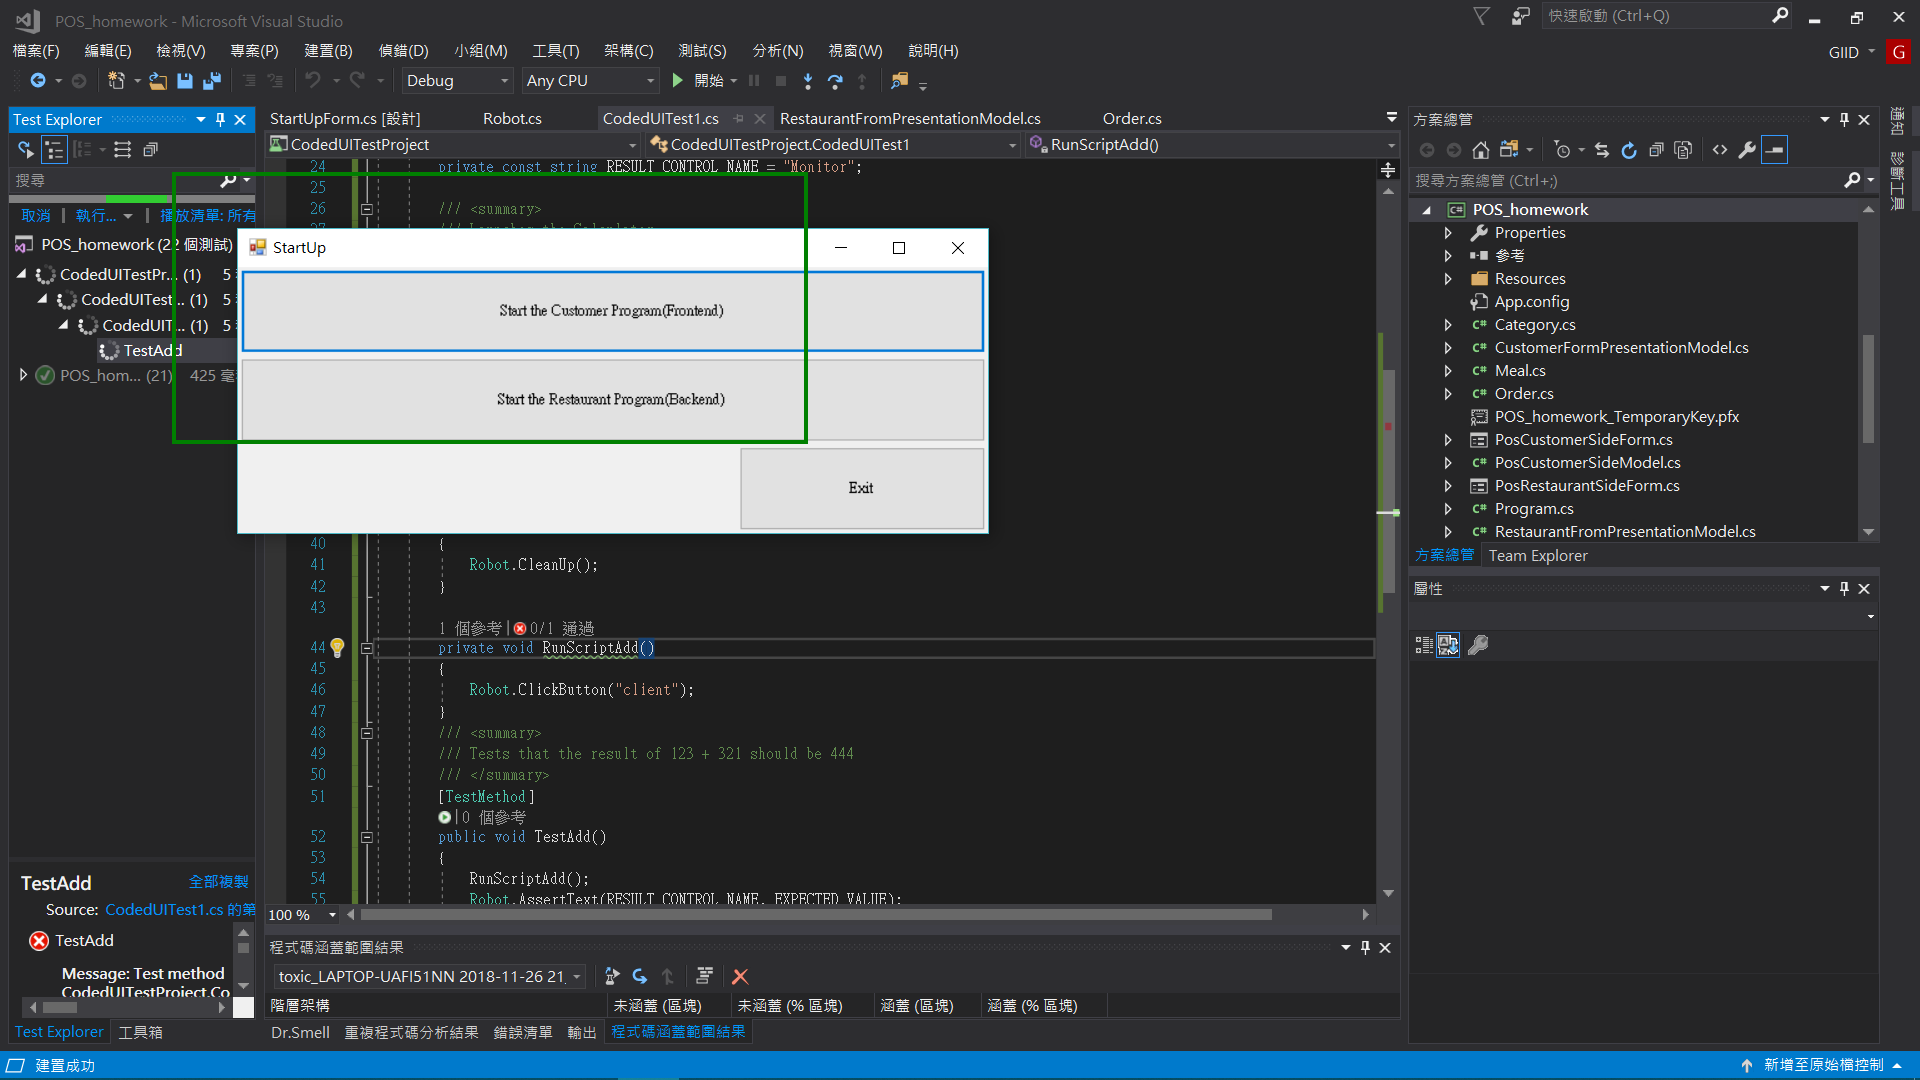 POS_homework - Microsoft Visual Studio
快速啟動 (Ctrl+Q)
檔案(F) 編輯(E) 檢視(V) 專案(P) 建置(B) 偵錯(D) 小組(M) 工具(T) 架構(C) 測試(S) 分析(N) 視窗(W) 說明(H)
GIID G
Debug Any CPU 開始
Test Explorer
搜尋
取消 執行... 播放清單: 所有
POS_homework (22 個測試)
CodedUITestPr... (1) 5
CodedUITest... (1) 5
CodedUIT... (1) 5
TestAdd
POS_hom... (21) 425 毫
StartUpForm.cs [設計] Robot.cs CodedUITest1.cs RestaurantFromPresentationModel.cs Order.cs
CodedUITestProject CodedUITestProject.CodedUITest1 RunScriptAdd()
24 private const string RESULT_CONTROL_NAME = "Monitor";
25
26 /// <summary>
StartUp
Start the Customer Program(Frontend)
Start the Restaurant Program(Backend)
Exit
40 {
41 Robot.CleanUp();
42 }
43
1 個參考 | 0/1 通過
44 private void RunScriptAdd()
45 {
46 Robot.ClickButton("client");
47 }
48 /// <summary>
49 /// Tests that the result of 123 + 321 should be 444
50 /// </summary>
51 [TestMethod]
|0 個參考
52 public void TestAdd()
53 {
54 RunScriptAdd();
55 Robot.AssertText(RESULT_CONTROL_NAME, EXPECTED_VALUE);
100 %
TestAdd 全部複製
Source: CodedUITest1.cs 的第
TestAdd
Message: Test method
CodedUITestProject.Co
Test Explorer 工具箱
程式碼涵蓋範圍結果
toxic_LAPTOP-UAFI51NN 2018-11-26 21
階層架構 未涵蓋 (區塊) 未涵蓋 (% 區塊) 涵蓋 (區塊) 涵蓋 (% 區塊)
Dr.Smell 重複程式碼分析結果 錯誤清單 輸出 程式碼涵蓋範圍結果
方案總管
搜尋方案總管 (Ctrl+;)
POS_homework
Properties
參考
Resources
App.config
Category.cs
CustomerFormPresentationModel.cs
Meal.cs
Order.cs
POS_homework_TemporaryKey.pfx
PosCustomerSideForm.cs
PosCustomerSideModel.cs
PosRestaurantSideForm.cs
Program.cs
RestaurantFromPresentationModel.cs
方案總管 Team Explorer
屬性
通知
診斷工具
建置成功
新增至原始檔控制